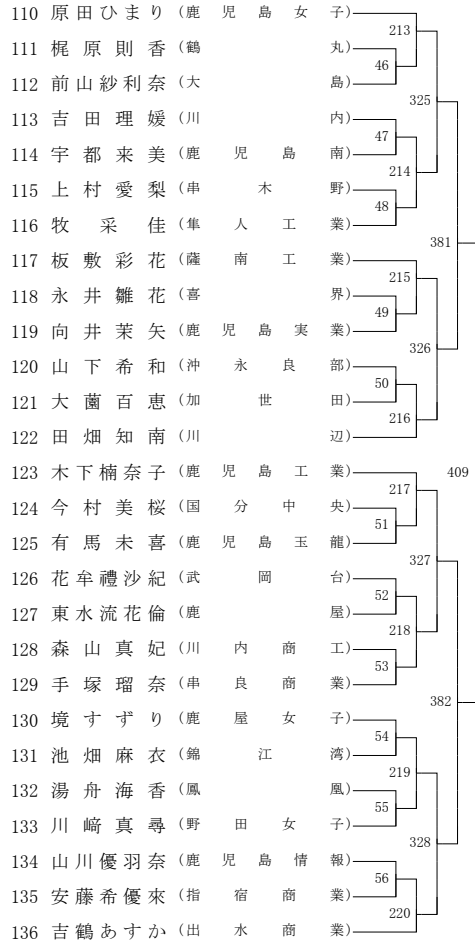 110 原田ひまり (鹿児島女子)
213
111 梶原則香 (鶴丸)
46
112 前山紗利奈 (大島)
325
113 吉田理媛 (川内)
47
114 宇都来美 (鹿児島南)
214
115 上村愛梨 (串木野)
48
116 牧采佳 (隼人工業)
381
117 板敷彩花 (薩南工業)
215
118 永井雛花 (喜界)
49
119 向井茉矢 (鹿児島実業)
326
120 山下希和 (沖永良部)
50
121 大薗百恵 (加世田)
216
122 田畑知南 (川辺)
123 木下楠奈子 (鹿児島工業)
409
217
124 今村美桜 (国分中央)
51
125 有馬未喜 (鹿児島玉龍)
327
126 花牟禮沙紀 (武岡台)
52
127 東水流花倫 (鹿屋)
218
128 森山真妃 (川内商工)
53
129 手塚瑠奈 (串良商業)
382
130 境すずり (鹿屋女子)
54
131 池畑麻衣 (錦江湾)
219
132 湯舟海香 (鳳凰)
55
133 川﨑真尋 (野田女子)
328
134 山川優羽奈 (鹿児島情報)
56
135 安藤希優來 (指宿商業)
220
136 吉鶴あすか (出水商業)